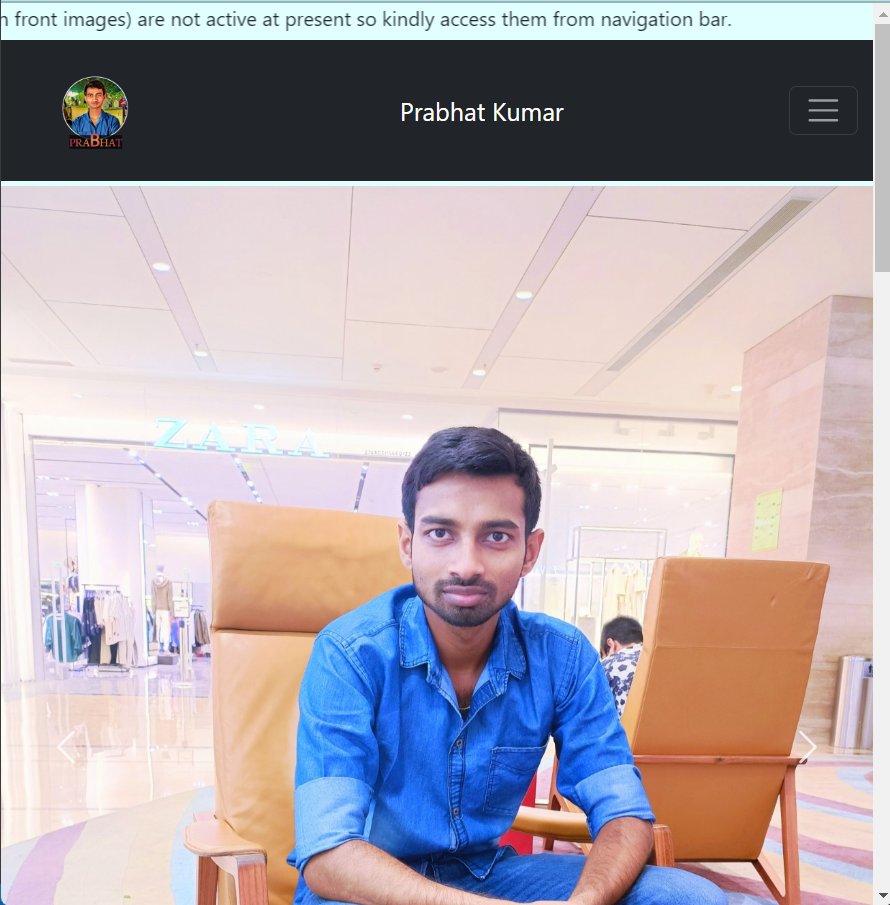 n front images) are not active at present so kindly access them from navigation bar.
PRABHAT
Prabhat Kumar
ZARA